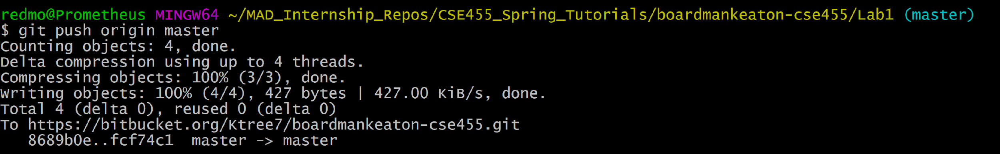 redmo@Prometheus MINGW64 ~/MAD_Internship_Repos/CSE455_Spring_Tutorials/boardmankeaton-cse455/Lab1 (master)
$ git push origin master
Counting objects: 4, done.
Delta compression using up to 4 threads.
Compressing objects: 100% (3/3), done.
Writing objects: 100% (4/4), 427 bytes | 427.00 KiB/s, done.
Total 4 (delta 0), reused 0 (delta 0)
To https://bitbucket.org/Ktree7/boardmankeaton-cse455.git
   8689b0e..fcf74c1  master -> master